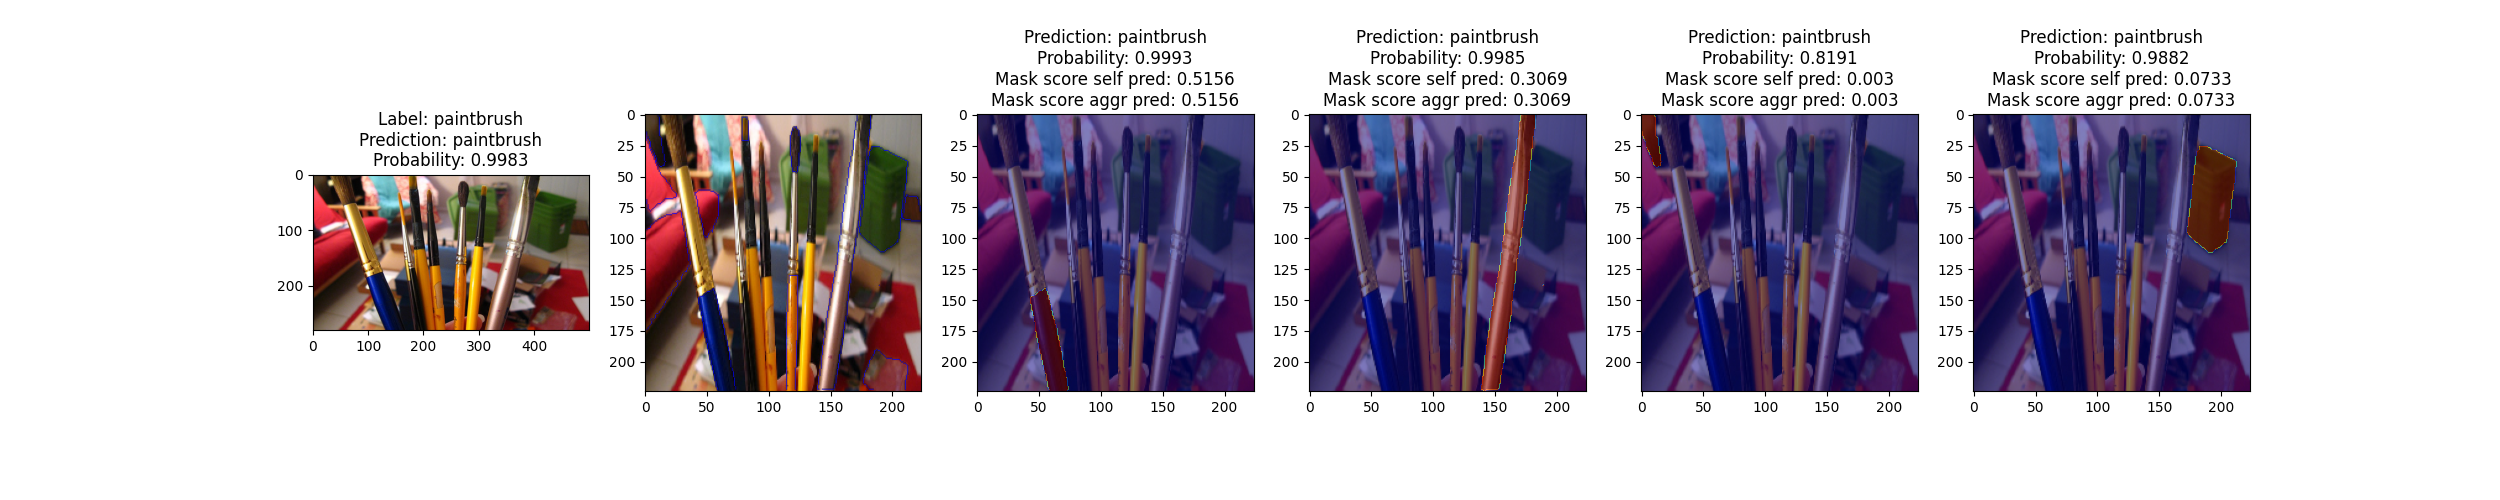 Label: paintbrush
Prediction: paintbrush
Probability: 0.9983
0
100
200
0 100 200 300 400
0
25
50
75
100
125
150
175
200
0 50 100 150 200
Prediction: paintbrush
Probability: 0.9993
Mask score self pred: 0.5156
Mask score aggr pred: 0.5156
0
25
50
75
100
125
150
175
200
0 50 100 150 200
Prediction: paintbrush
Probability: 0.9985
Mask score self pred: 0.3069
Mask score aggr pred: 0.3069
0
25
50
75
100
125
150
175
200
0 50 100 150 200
Prediction: paintbrush
Probability: 0.8191
Mask score self pred: 0.003
Mask score aggr pred: 0.003
0
25
50
75
100
125
150
175
200
0 50 100 150 200
Prediction: paintbrush
Probability: 0.9882
Mask score self pred: 0.0733
Mask score aggr pred: 0.0733
0
25
50
75
100
125
150
175
200
0 50 100 150 200